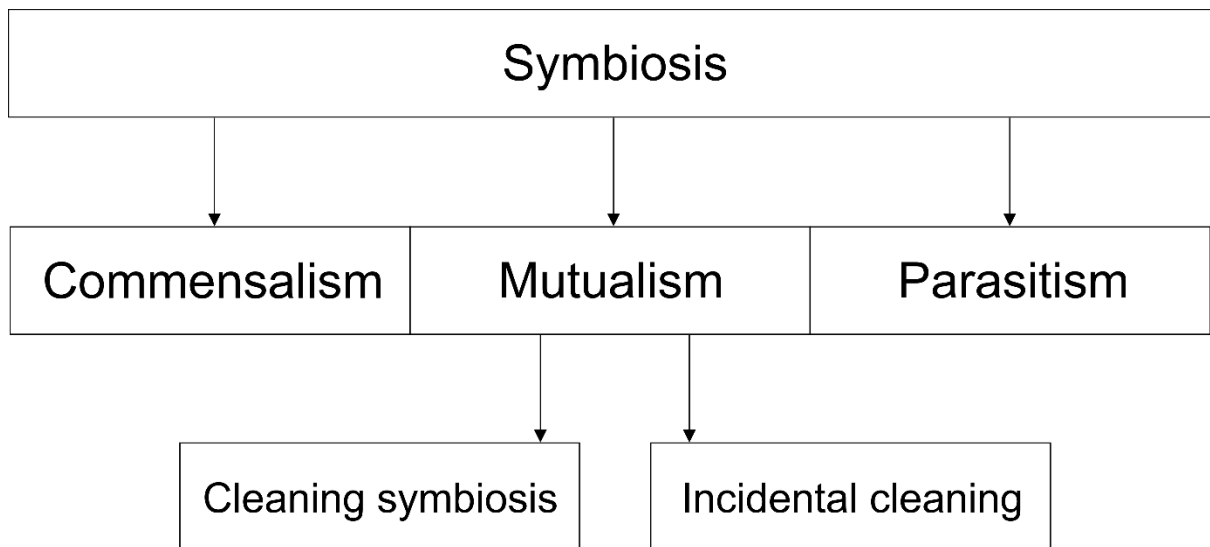 Symbiosis
Commensalism
Mutualism
Parasitism
Cleaning symbiosis
Incidental cleaning